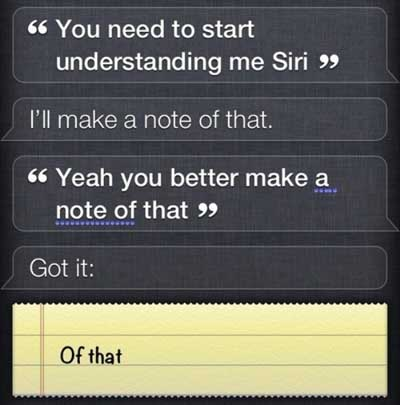 “ You need to start
understanding me Siri ”
I’ll make a note of that.
“ Yeah you better make a
note of that ”
Got it:
Of that